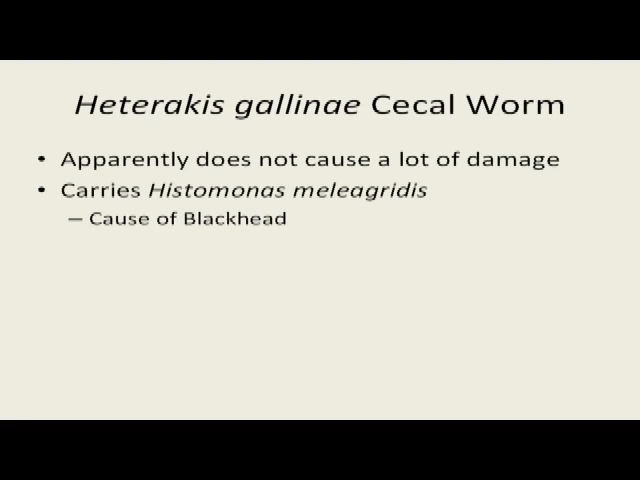 Heterakis gallinae Cecal Worm
• Apparently does not cause a lot of damage
• Carries Histomonas meleagridis
– Cause of Blackhead